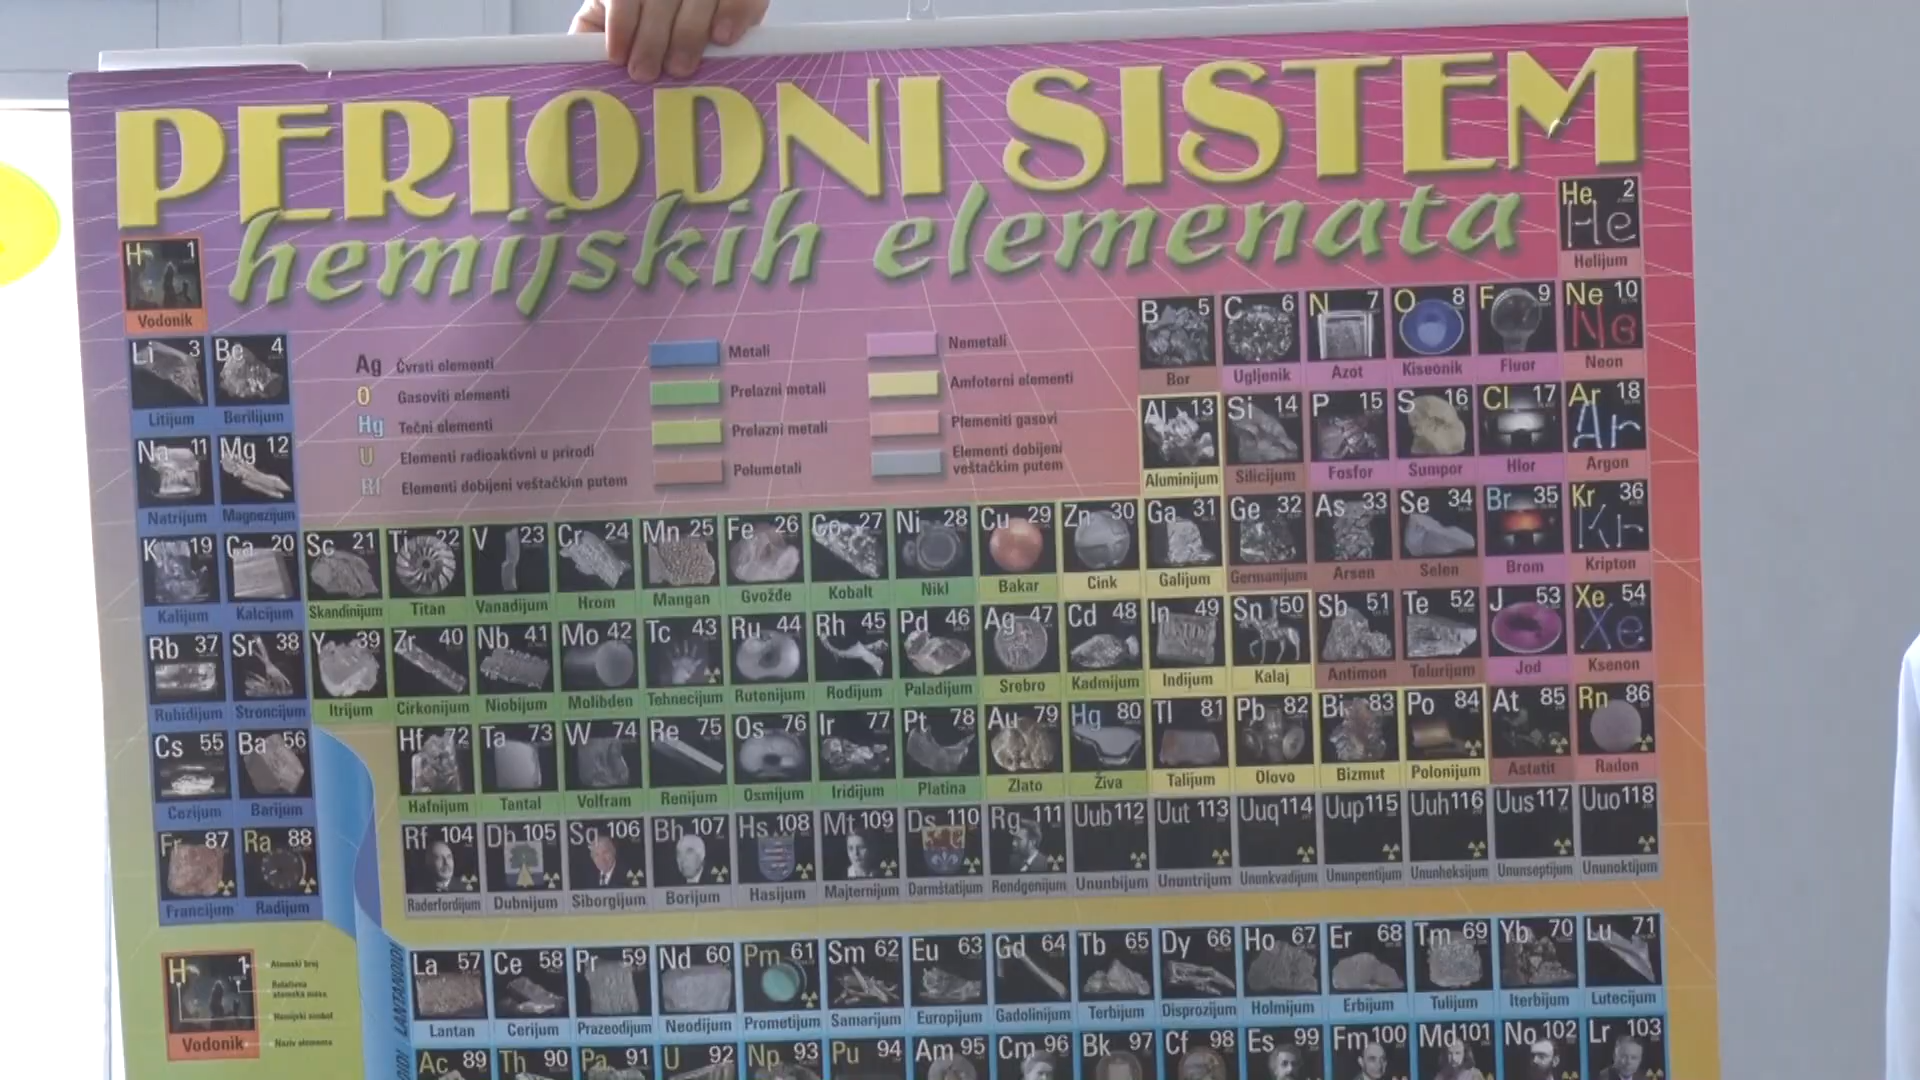 PERIODNI SISTEM
hemijskih elemenata
He 2
Helijum
H 1
Vodonik
B 5 C 6 N 7 O 8 F 9 Ne 10
Bor Ugljenik Azot Kiseonik Fluor Neon
Li 3 Be 4
Litijum Berilijum
Ag Čvrsti elementi
O Gasoviti elementi
Hg Tečni elementi
U Elementi radioaktivni u prirodi
Rf Elementi dobijeni veštačkim putem
Metali
Prelazni metali
Prelazni metali
Polumetali
Nemetali
Amfoterni elementi
Plemeniti gasovi
Elementi dobijeni
veštačkim putem
Al 13 Si 14 P 15 S 16 Cl 17 Ar 18
Aluminijum Silicijum Fosfor Sumpor Hlor Argon
Na 11 Mg 12
Natrijum Magnezijum
K 19 Ca 20 Sc 21 Ti 22 V 23 Cr 24 Mn 25 Fe 26 Co 27 Ni 28 Cu 29 Zn 30 Ga 31 Ge 32 As 33 Se 34 Br 35 Kr 36
Kalijum Kalcijum Skandinijum Titan Vanadijum Hrom Mangan Gvožđe Kobalt Nikl Bakar Cink Galijum Germanijum Arsen Selen Brom Kripton
Rb 37 Sr 38 Y 39 Zr 40 Nb 41 Mo 42 Tc 43 Ru 44 Rh 45 Pd 46 Ag 47 Cd 48 In 49 Sn 50 Sb 51 Te 52 J 53 Xe 54
Rubidijum Stroncijum Itrijum Cirkonijum Niobijum Molibden Tehnecijum Rutenijum Rodijum Paladijum Srebro Kadmijum Indijum Kalaj Antimon Telurijum Jod Ksenon
Cs 55 Ba 56 Hf 72 Ta 73 W 74 Re 75 Os 76 Ir 77 Pt 78 Au 79 Hg 80 Tl 81 Pb 82 Bi 83 Po 84 At 85 Rn 86
Cezijum Barijum Hafnijum Tantal Volfram Renijum Osmijum Iridijum Platina Zlato Živa Talijum Olovo Bizmut Polonijum Astatit Radon
Fr 87 Ra 88 Rf 104 Db 105 Sg 106 Bh 107 Hs 108 Mt 109 Ds 110 Rg 111 Uub 112 Uut 113 Uuq 114 Uup 115 Uuh 116 Uus 117 Uuo 118
Francijum Radijum Raderfordijum Dubnijum Siborgijum Borijum Hasijum Majternijum Darmštatijum Rendgenijum Ununbijum Ununtrijum Ununkvadijum Ununpentijum Ununheksijum Ununseptijum Ununoktijum
H 1
Atomski broj
Relativna
atomska masa
Hemijski simbol
Naziv elementa
Vodonik
LANTANOIDI
La 57 Ce 58 Pr 59 Nd 60 Pm 61 Sm 62 Eu 63 Gd 64 Tb 65 Dy 66 Ho 67 Er 68 Tm 69 Yb 70 Lu 71
Lantan Cerijum Prazeodijum Neodijum Prometijum Samarijum Europijum Gadolinijum Terbijum Disprozijum Holmijum Erbijum Tulijum Iterbijum Lutecijum
Ac 89 Th 90 Pa 91 U 92 Np 93 Pu 94 Am 95 Cm 96 Bk 97 Cf 98 Es 99 Fm 100 Md 101 No 102 Lr 103